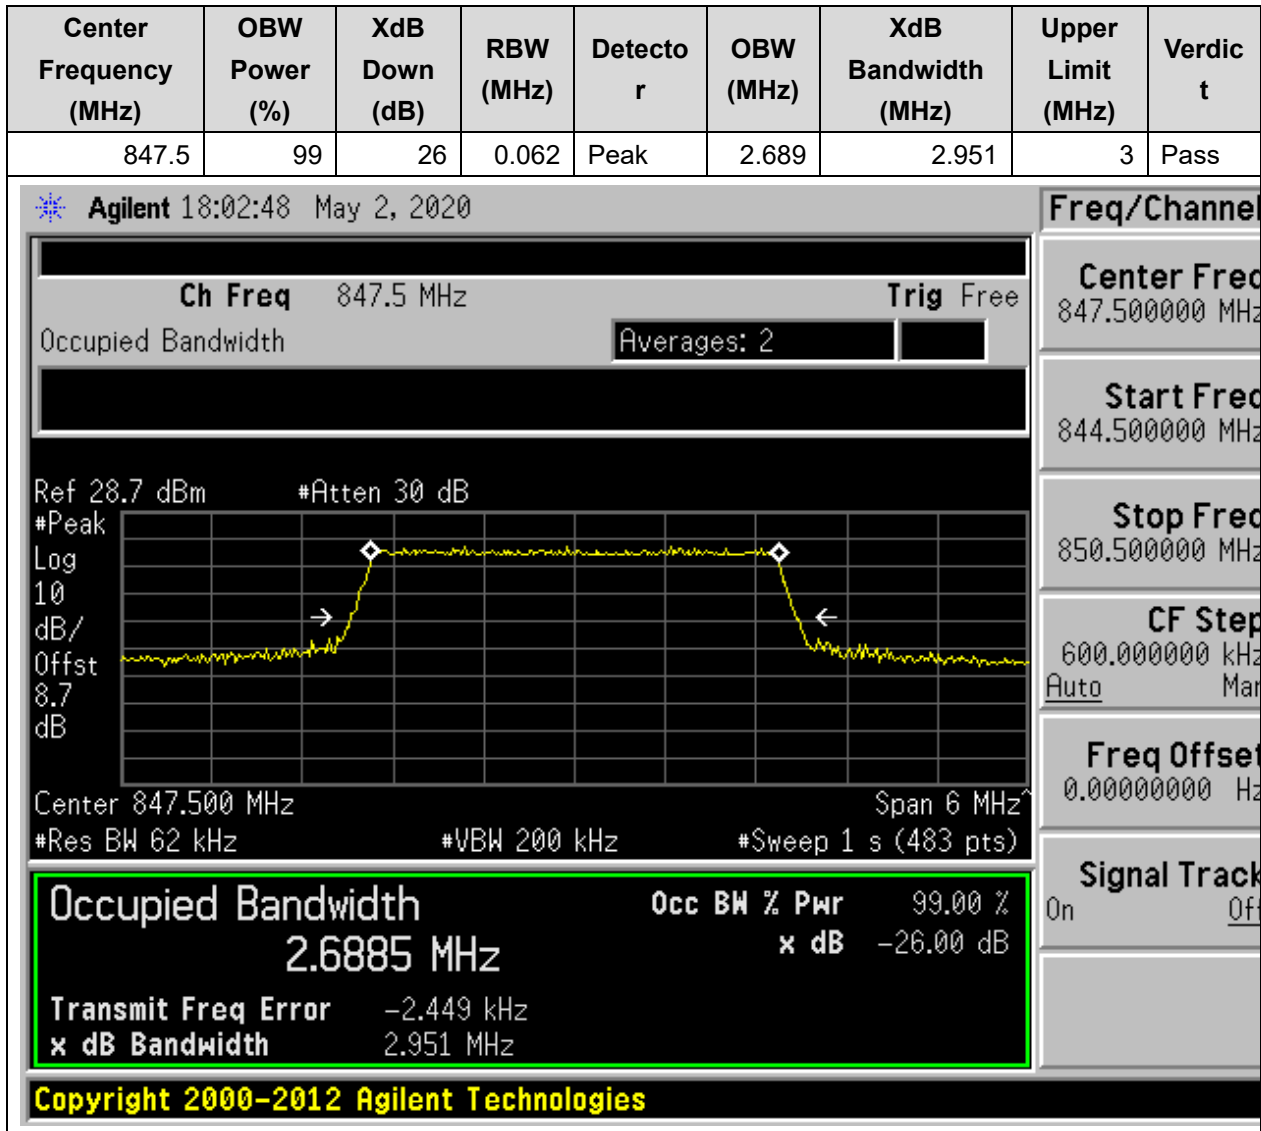 Center Frequency (MHz) OBW Power (%) XdB Down (dB) RBW (MHz) Detector OBW (MHz) XdB Bandwidth (MHz) Upper Limit (MHz) Verdict
847.5 99 26 0.062 Peak 2.689 2.951 3 Pass
Agilent 18:02:48 May 2, 2020
Ch Freq 847.5 MHz Trig Free
Occupied Bandwidth Averages: 2
Ref 28.7 dBm #Atten 30 dB
#Peak
Log
10
dB/
Offst
8.7
dB
Center 847.500 MHz Span 6 MHz^
#Res BW 62 kHz #VBW 200 kHz #Sweep 1 s (483 pts)
Occupied Bandwidth Occ BW % Pwr 99.00 %
2.6885 MHz x dB -26.00 dB
Transmit Freq Error -2.449 kHz
x dB Bandwidth 2.951 MHz
Copyright 2000-2012 Agilent Technologies
Freq/Channel
Center Freq
847.500000 MHz
Start Freq
844.500000 MHz
Stop Freq
850.500000 MHz
CF Step
600.000000 kHz
Auto Man
Freq Offset
0.00000000 Hz
Signal Track
On Off